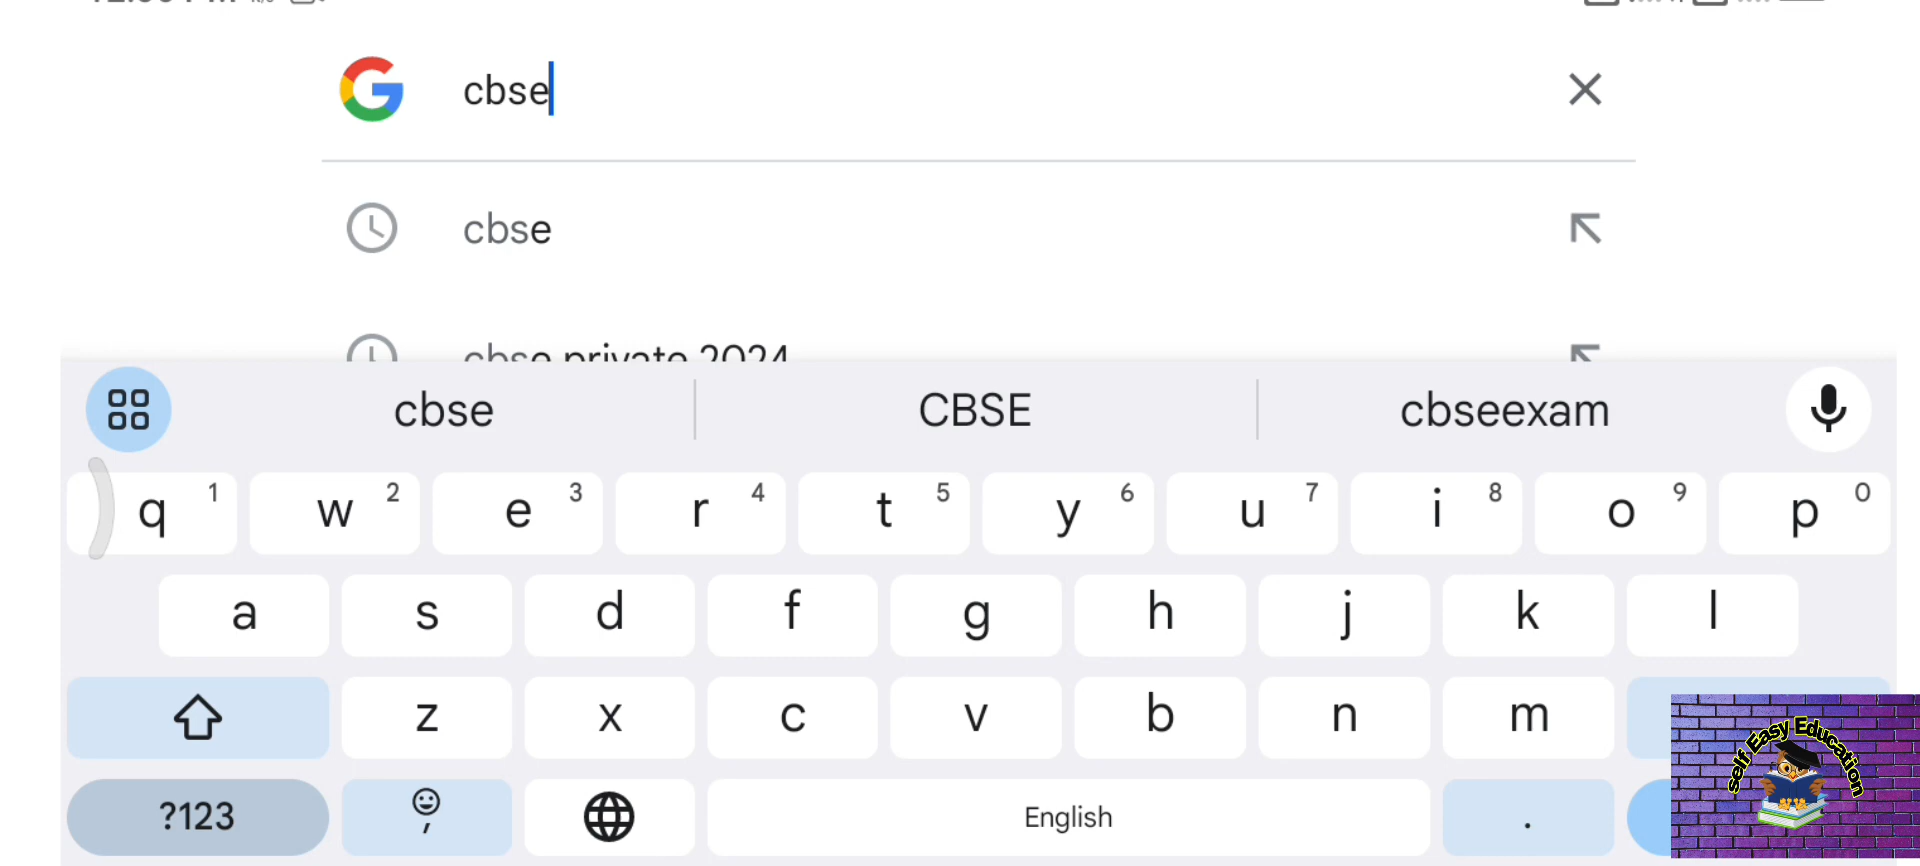 cbse
cbse
cbse private 2024
cbse CBSE cbseexam
q 1 w 2 e 3 r 4 t 5 y 6 u 7 i 8 o 9 p 0
a s d f g h j k l
z x c v b n m
?123 , English .
self Easy Education